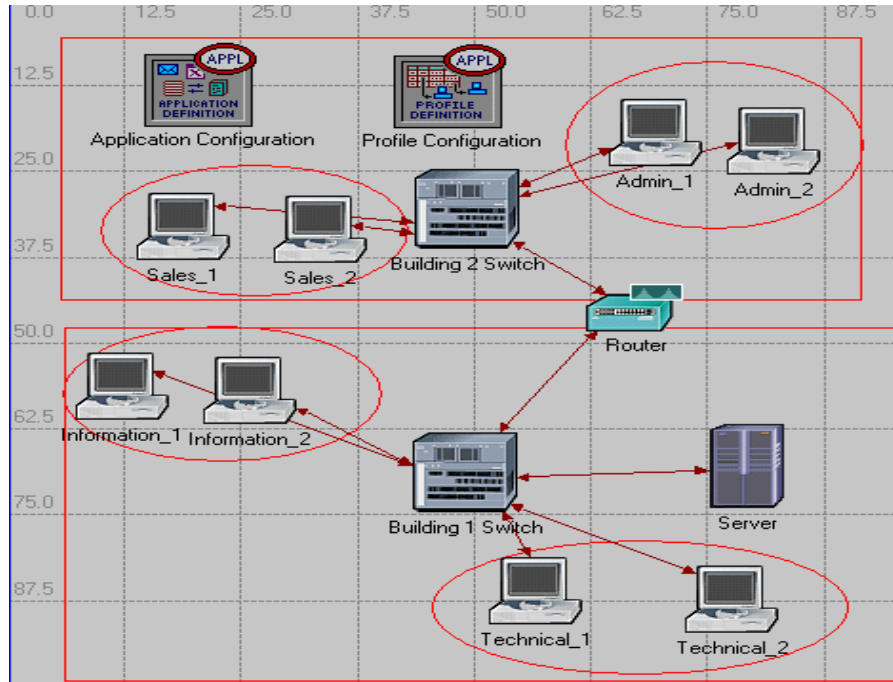 0.0 12.5 25.0 37.5 50.0 62.5 75.0 87.5
12.5
APPL
APPLICATION
DEFINITION
Application Configuration
APPL
PROFILE
DEFINITION
Profile Configuration
Admin_1
Admin_2
25.0
37.5
Sales_1
Sales_2
Building 2 Switch
Router
50.0
Information_1
Information_2
62.5
75.0
Building 1 Switch
Server
87.5
Technical_1
Technical_2